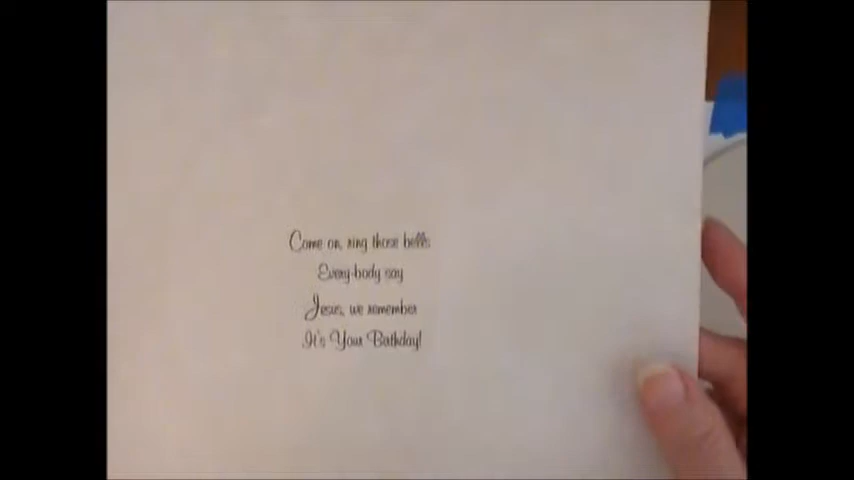 Come on, ring those bells
Every-body say
Jesus, we remember
It's Your Birthday!